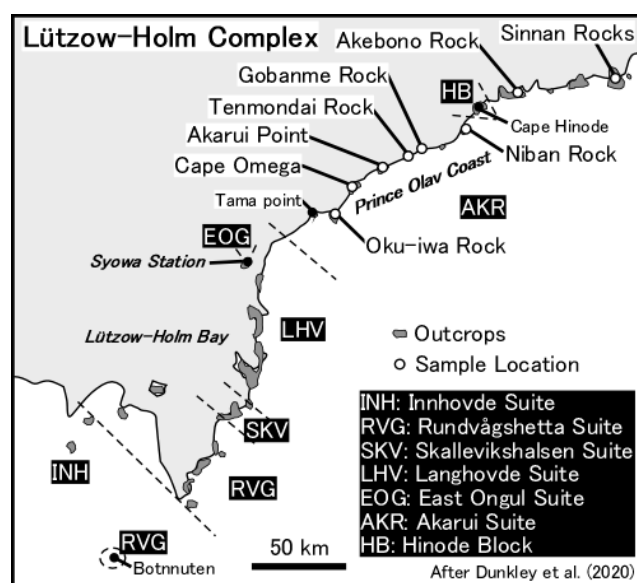 Lützow-Holm Complex
Akebono Rock
Sinnan Rocks
Gobanme Rock
HB
Tenmondai Rock
Cape Hinode
Akarui Point
Niban Rock
Cape Omega
Prince Olav Coast
Tama point
AKR
EOG
Oku-iwa Rock
Syowa Station
LHV
Lützow-Holm Bay
Outcrops
Sample Location
INH: Innhovde Suite
RVG: Rundvågshetta Suite
SKV: Skallevikshalsen Suite
LHV: Langhovde Suite
EOG: East Ongul Suite
AKR: Akarui Suite
HB: Hinode Block
SKV
INH
RVG
RVG
Botnnuten
50 km
After Dunkley et al. (2020)